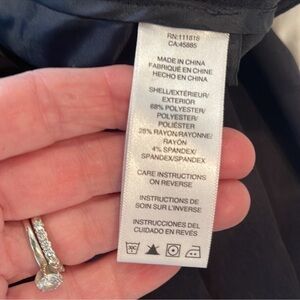 RN:111818
CA:45885
MADE IN CHINA
FABRIQUÉ EN CHINE
HECHO EN CHINA
SHELL/EXTÉRIEUR/
EXTERIOR
68% POLYESTER/
POLYESTER/
POLIÉSTER
28% RAYON/RAYONNE/
RAYÓN
4% SPANDEX/
SPANDEX/SPANDEX
CARE INSTRUCTIONS
ON REVERSE
INSTRUCTIONS DE
SOIN SUR L'INVERSE
INSTRUCCIONES DEL
CUIDADO EN REVÉS
30C